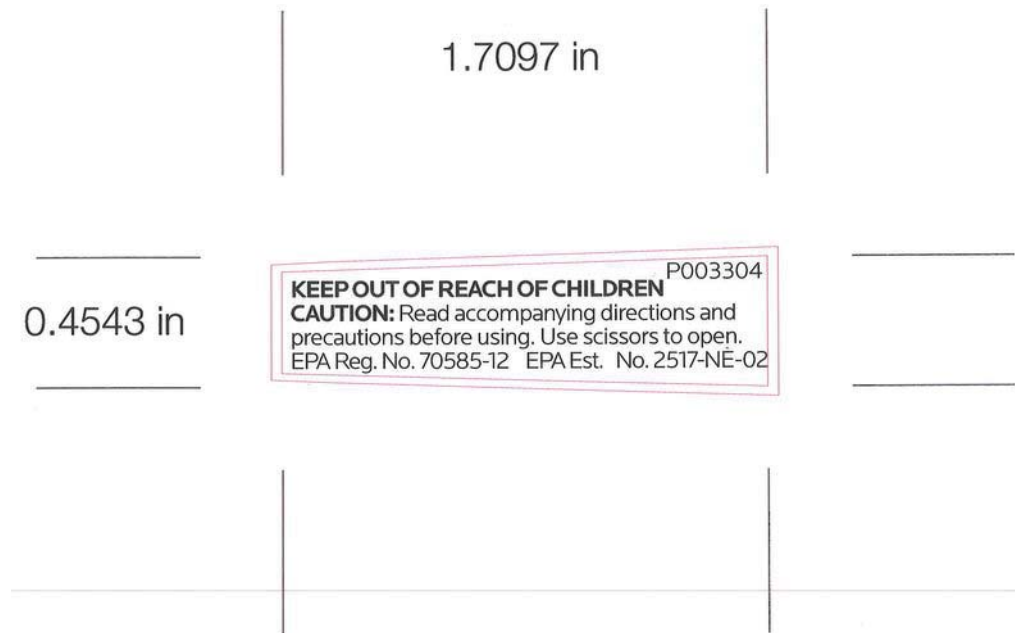 1.7097 in
0.4543 in
P003304
KEEP OUT OF REACH OF CHILDREN
CAUTION: Read accompanying directions and
precautions before using. Use scissors to open.
EPA Reg. No. 70585-12 EPA Est. No. 2517-NE-02